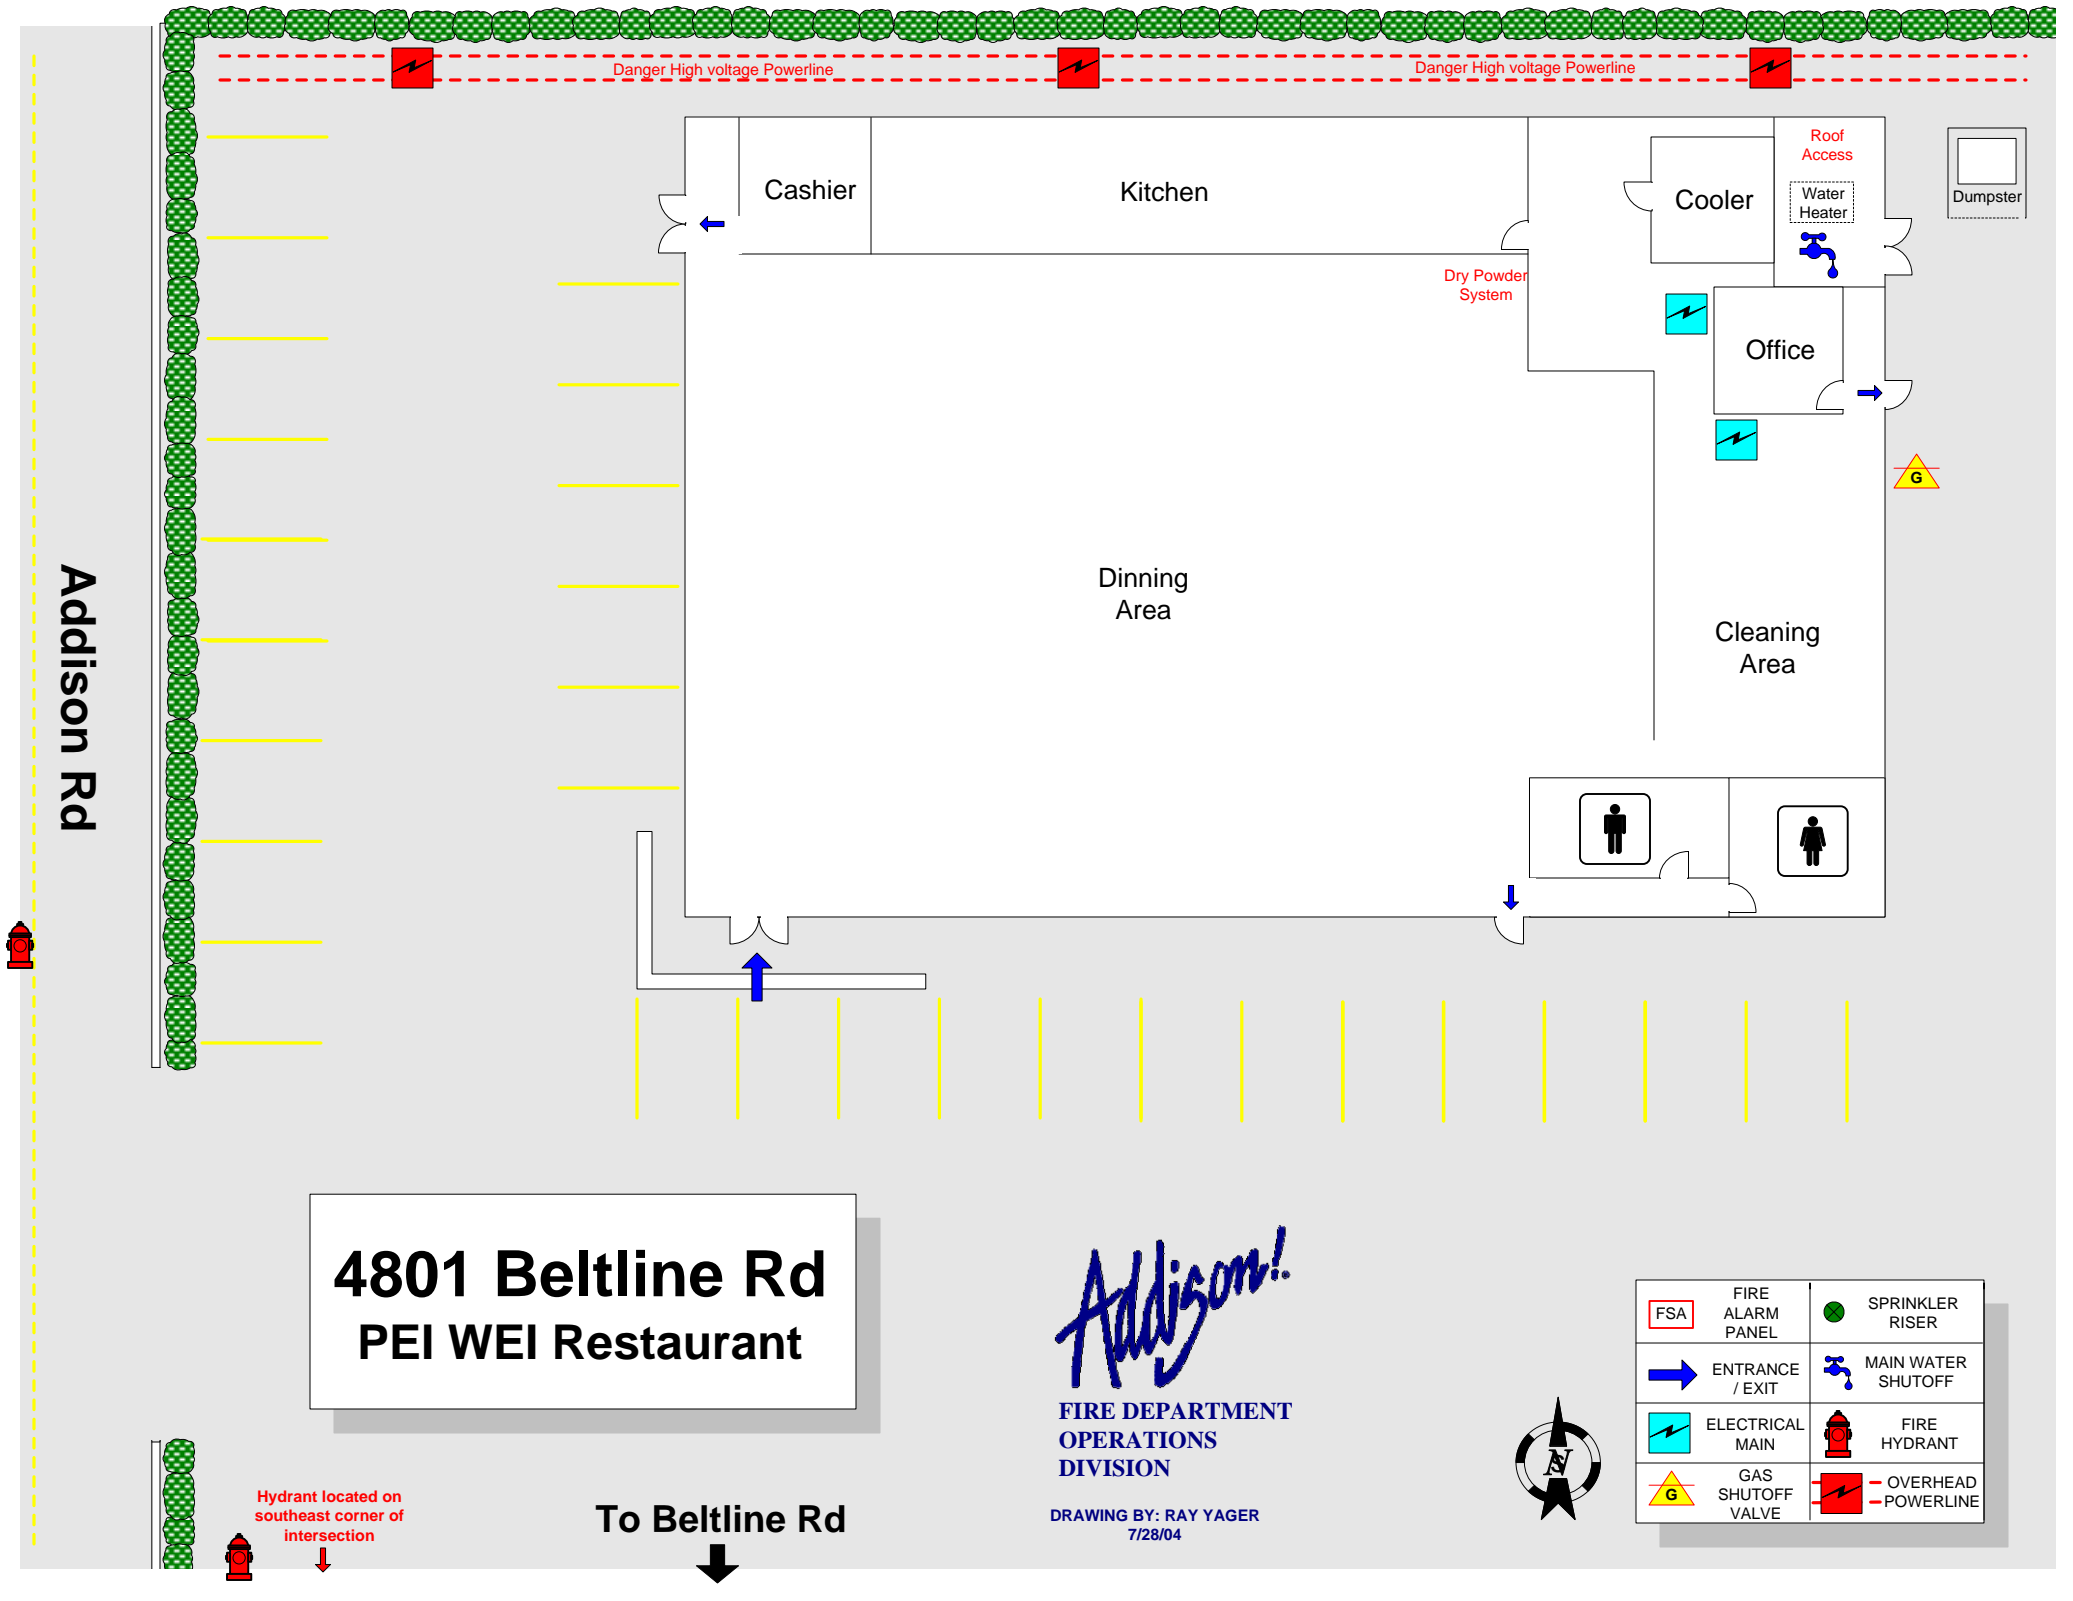 Danger High voltage Powerline
Danger High voltage Powerline
Cashier
Kitchen
Cooler
Roof
Access
Water
Heater
Dumpster
Dry Powder
System
Office
G
Addison Rd
Dinning
Area
Cleaning
Area
4801 Beltline Rd
PEI WEI Restaurant
Addison!
FIRE DEPARTMENT
OPERATIONS
DIVISION
DRAWING BY: RAY YAGER
7/28/04
Hydrant located on
southeast corner of
intersection
To Beltline Rd
N
S
FSA
FIRE
ALARM
PANEL
SPRINKLER
RISER
ENTRANCE
/ EXIT
MAIN WATER
SHUTOFF
ELECTRICAL
MAIN
FIRE
HYDRANT
G
GAS
SHUTOFF
VALVE
OVERHEAD
POWERLINE